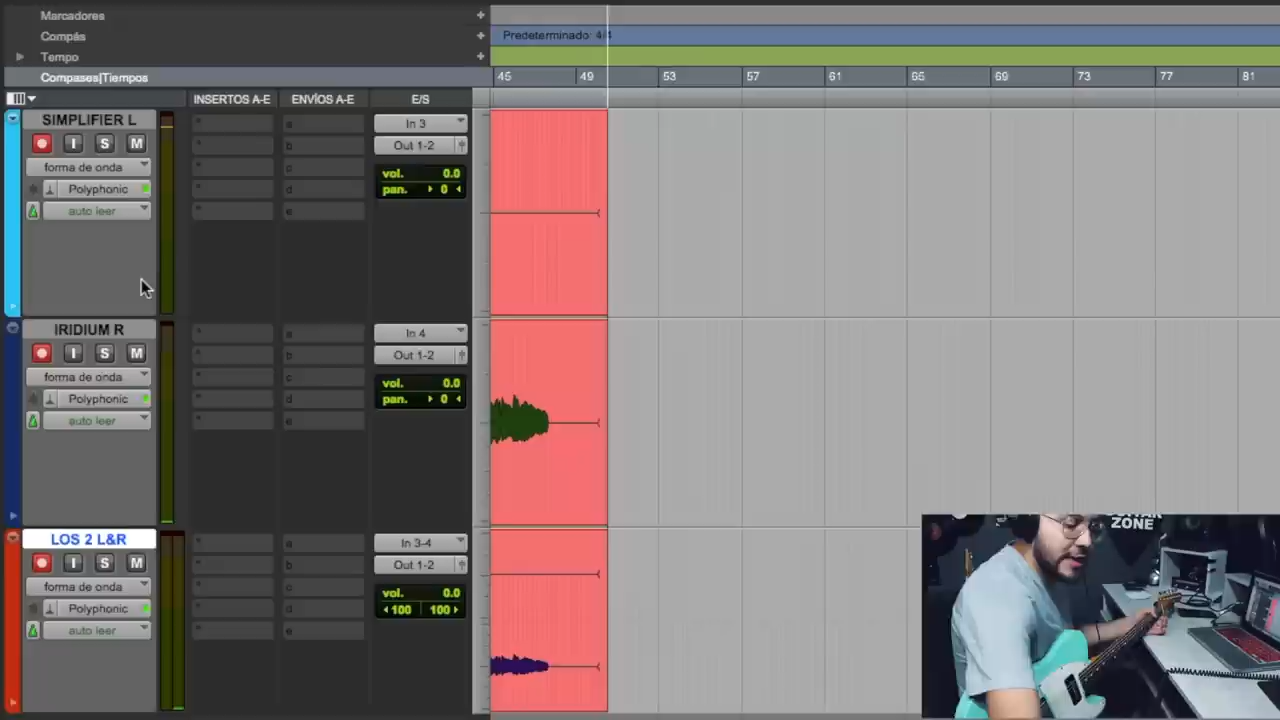 Marcadores +
Compás +
Predeterminado: 4/4
Tempo +
Compases|Tiempos
45 49 53 57 61 65 69 73 77 81
INSERTOS A-E ENVÍOS A-E E/S
SIMPLIFIER L
I S M
forma de onda
Polyphonic
auto leer
a
b
c
d
e
In 3
Out 1-2
vol. 0.0
pan. 0
IRIDIUM R
I S M
forma de onda
Polyphonic
auto leer
a
b
c
d
e
In 4
Out 1-2
vol. 0.0
pan. 0
LOS 2 L&R
I S M
forma de onda
Polyphonic
auto leer
a
b
c
d
e
In 3-4
Out 1-2
vol. 0.0
100 100
ZONE